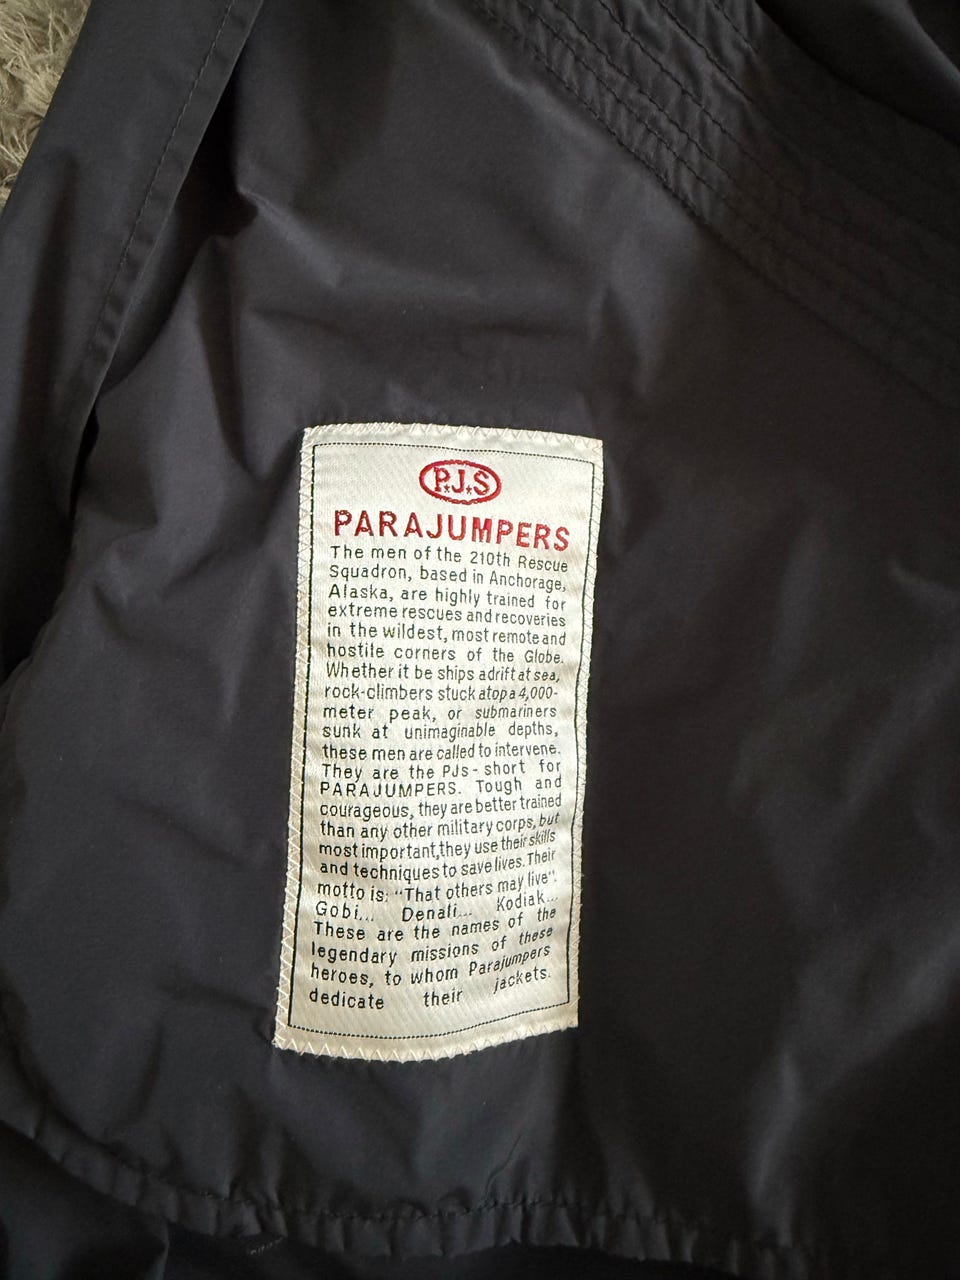 P.J.S
PARAJUMPERS
The men of the 210th Rescue
Squadron, based in Anchorage,
Alaska, are highly trained for
extreme rescues and recoveries
in the wildest, most remote and
hostile corners of the Globe.
Whether it be ships adrift at sea,
rock-climbers stuck atop a 4,000-
meter peak, or submariners
sunk at unimaginable depths,
these men are called to intervene.
They are the PJs - short for
PARAJUMPERS. Tough and
courageous, they are better trained
than any other military corps, but
most important,they use their skills
and techniques to save lives. Their
motto is: "That others may live".
Gobi... Denali... Kodiak...
These are the names of the
legendary missions of these
heroes, to whom Parajumpers
dedicate their jackets.